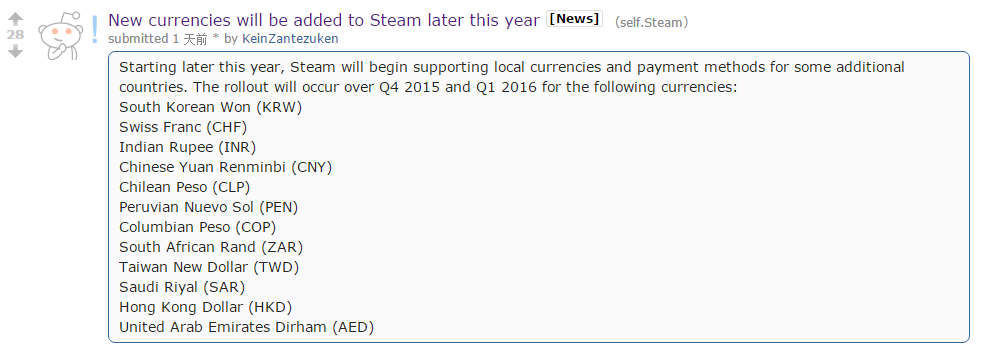 New currencies will be added to Steam later this year [News] (self.Steam)
28
submitted 1 天前 * by KeinZantezuken
Starting later this year, Steam will begin supporting local currencies and payment methods for some additional
countries. The rollout will occur over Q4 2015 and Q1 2016 for the following currencies:
South Korean Won (KRW)
Swiss Franc (CHF)
Indian Rupee (INR)
Chinese Yuan Renminbi (CNY)
Chilean Peso (CLP)
Peruvian Nuevo Sol (PEN)
Columbian Peso (COP)
South African Rand (ZAR)
Taiwan New Dollar (TWD)
Saudi Riyal (SAR)
Hong Kong Dollar (HKD)
United Arab Emirates Dirham (AED)